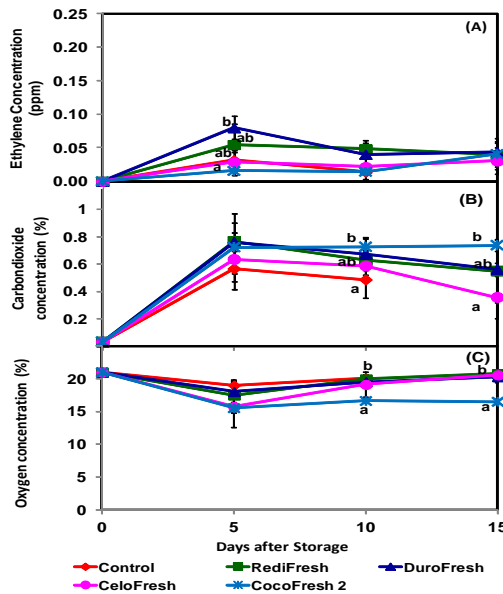 (A)
Ethylene Concentration
(ppm)
0.25
0.20
0.15
0.10
0.05
0.00
b
ab
ab
a
(B)
Carbondioxide
concentration (%)
1
0.8
0.6
0.4
0.2
b
b
ab
ab
a
a
(C)
Oxygen concentration (%)
20
15
10
5
0
b
b
a
a
0
5
10
15
Days after Storage
Control
RediFresh
DuroFresh
CeloFresh
CocoFresh 2